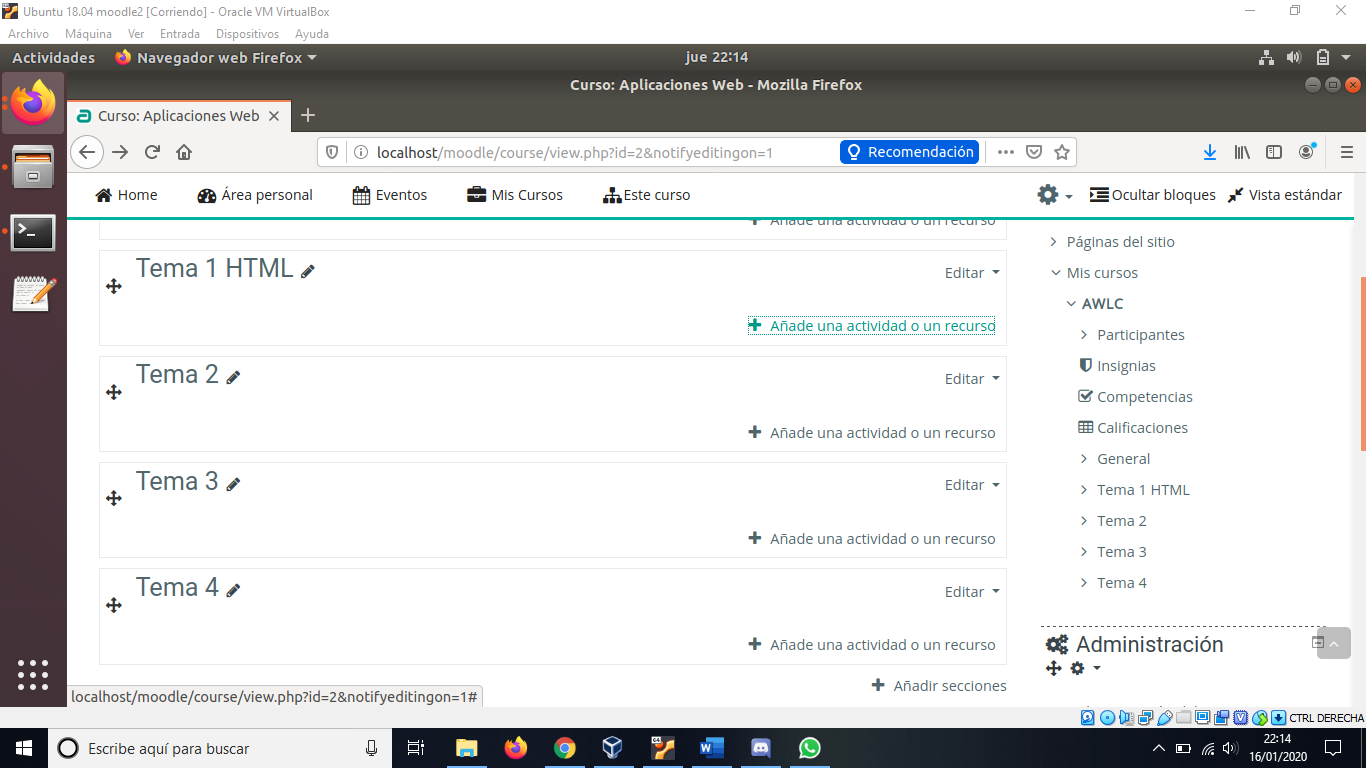 Ubuntu 18.04 moodle2 [Corriendo] - Oracle VM VirtualBox
Archivo Máquina Ver Entrada Dispositivos Ayuda
Actividades Navegador web Firefox jue 22:14
Curso: Aplicaciones Web - Mozilla Firefox
Curso: Aplicaciones Web
localhost/moodle/course/view.php?id=2&notifyeditingon=1 Recomendación
Home Área personal Eventos Mis Cursos Este curso Ocultar bloques Vista estándar
Añade una actividad o un recurso
Tema 1 HTML Editar
Añade una actividad o un recurso
Tema 2 Editar
Añade una actividad o un recurso
Tema 3 Editar
Añade una actividad o un recurso
Tema 4 Editar
Añade una actividad o un recurso
Añadir secciones
Páginas del sitio
Mis cursos
AWLC
Participantes
Insignias
Competencias
Calificaciones
General
Tema 1 HTML
Tema 2
Tema 3
Tema 4
Administración
localhost/moodle/course/view.php?id=2&notifyeditingon=1#
CTRL DERECHA
Escribe aquí para buscar
22:14
16/01/2020